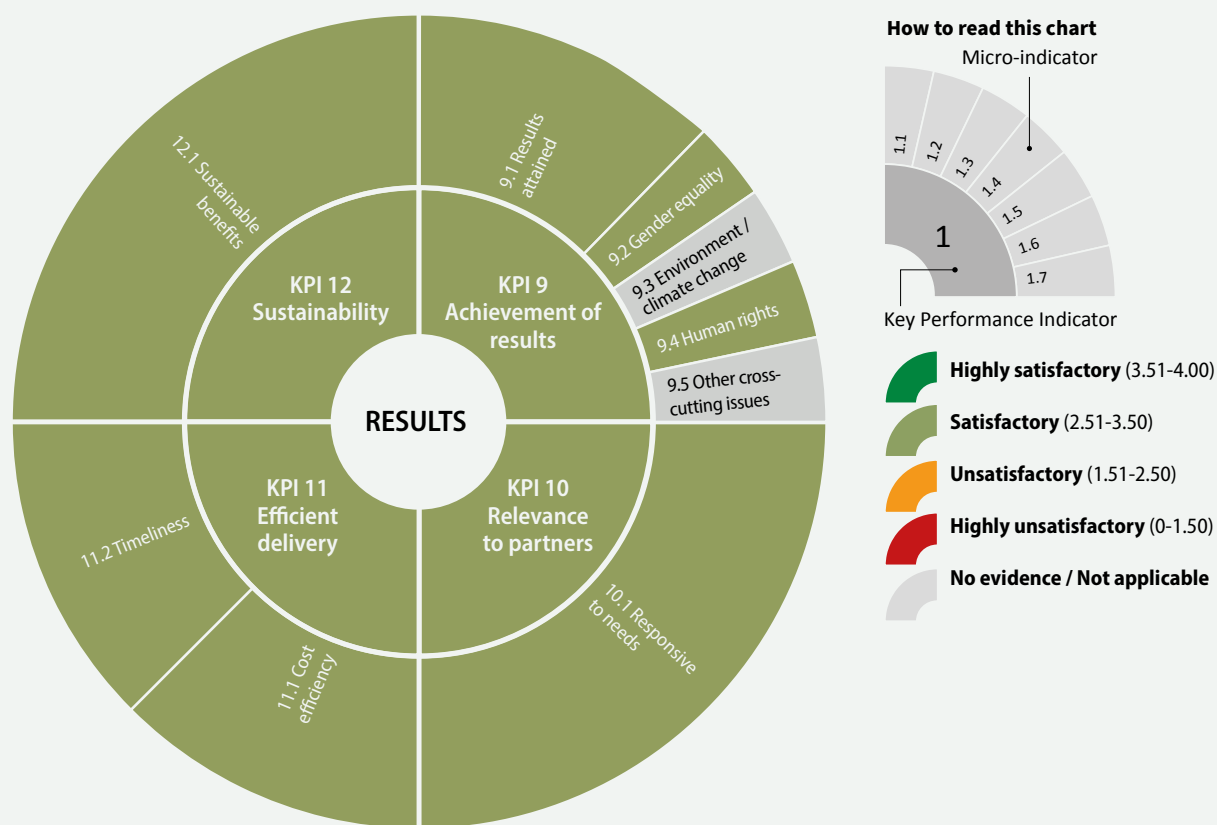 12.1 Sustainable
benefits
9.1 Results
attained
9.2 Gender equality
9.3 Environment /
climate change
9.4 Human rights
9.5 Other cross-
cutting issues
KPI 12
Sustainability
KPI 9
Achievement of
results
RESULTS
KPI 11
Efficient
delivery
KPI 10
Relevance
to partners
11.2 Timeliness
11.1 Cost
efficiency
10.1 Responsive
to needs
How to read this chart
Micro-indicator
1.1
1.2
1.3
1.4
1.5
1.6
1.7
1
Key Performance Indicator
Highly satisfactory (3.51-4.00)
Satisfactory (2.51-3.50)
Unsatisfactory (1.51-2.50)
Highly unsatisfactory (0-1.50)
No evidence / Not applicable